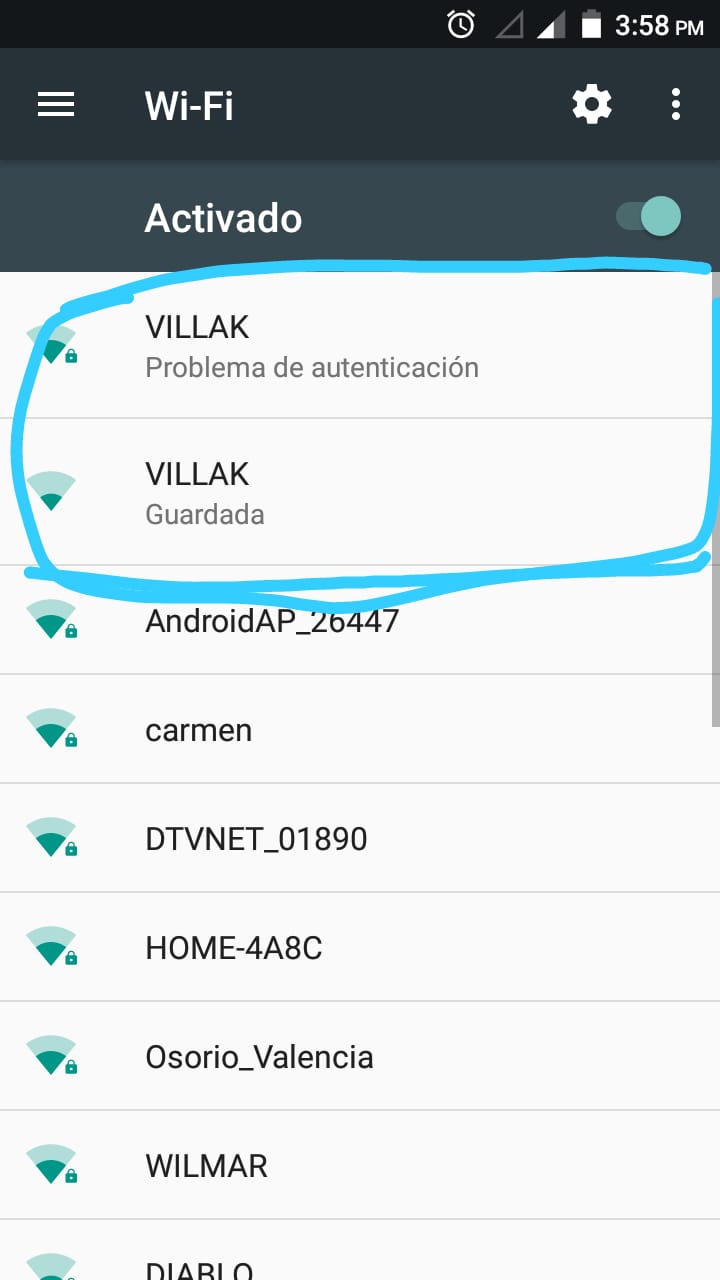 3:58 PM
Wi-Fi
Activado
VILLAK
Problema de autenticación
VILLAK
Guardada
AndroidAP_26447
carmen
DTVNET_01890
HOME-4A8C
Osorio_Valencia
WILMAR
DIABLO